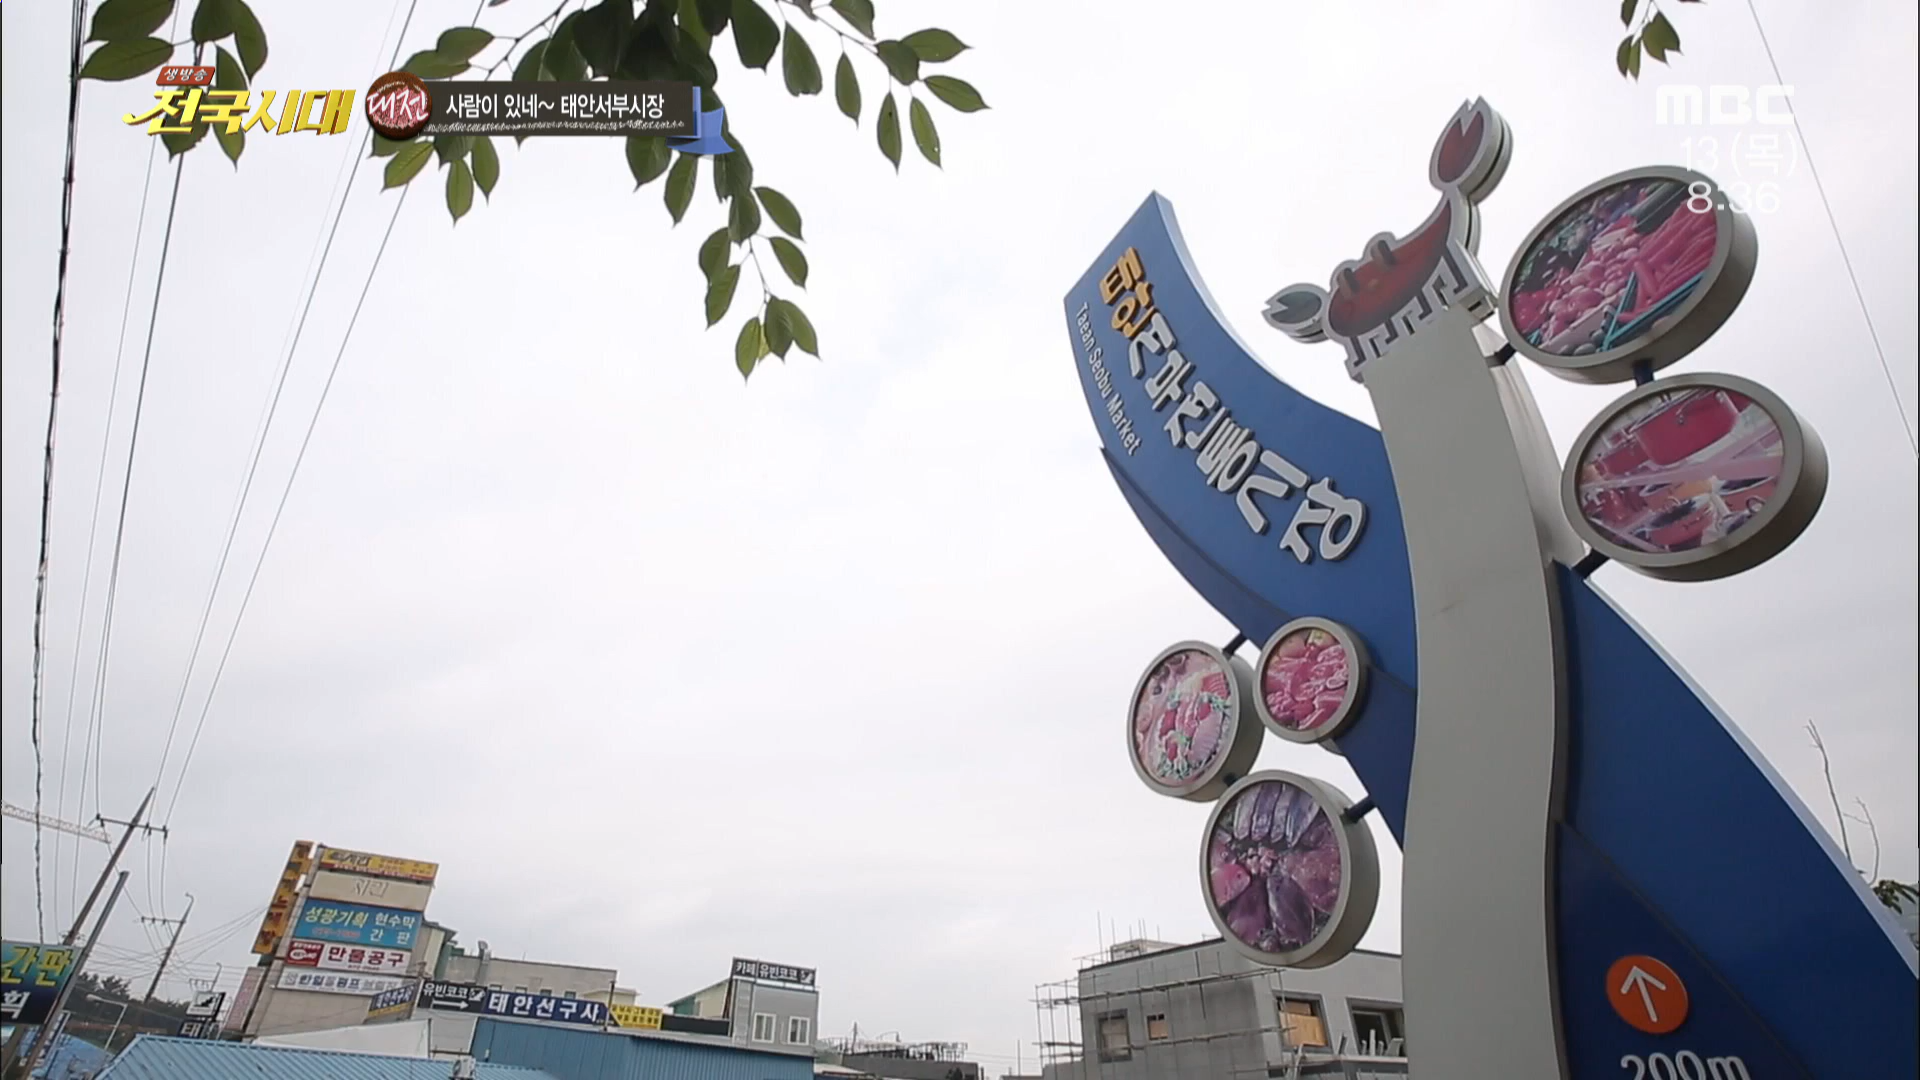 생방송
전국시대
대전
사람이 있네~ 태안서부시장
MBC
13 (목)
8:36
태안서부전통시장
Taean Seobu Market
200m
성광기획 현수막
간판
만물공구
간판
획
유빈코코
태안선구사
카페 유빈코코